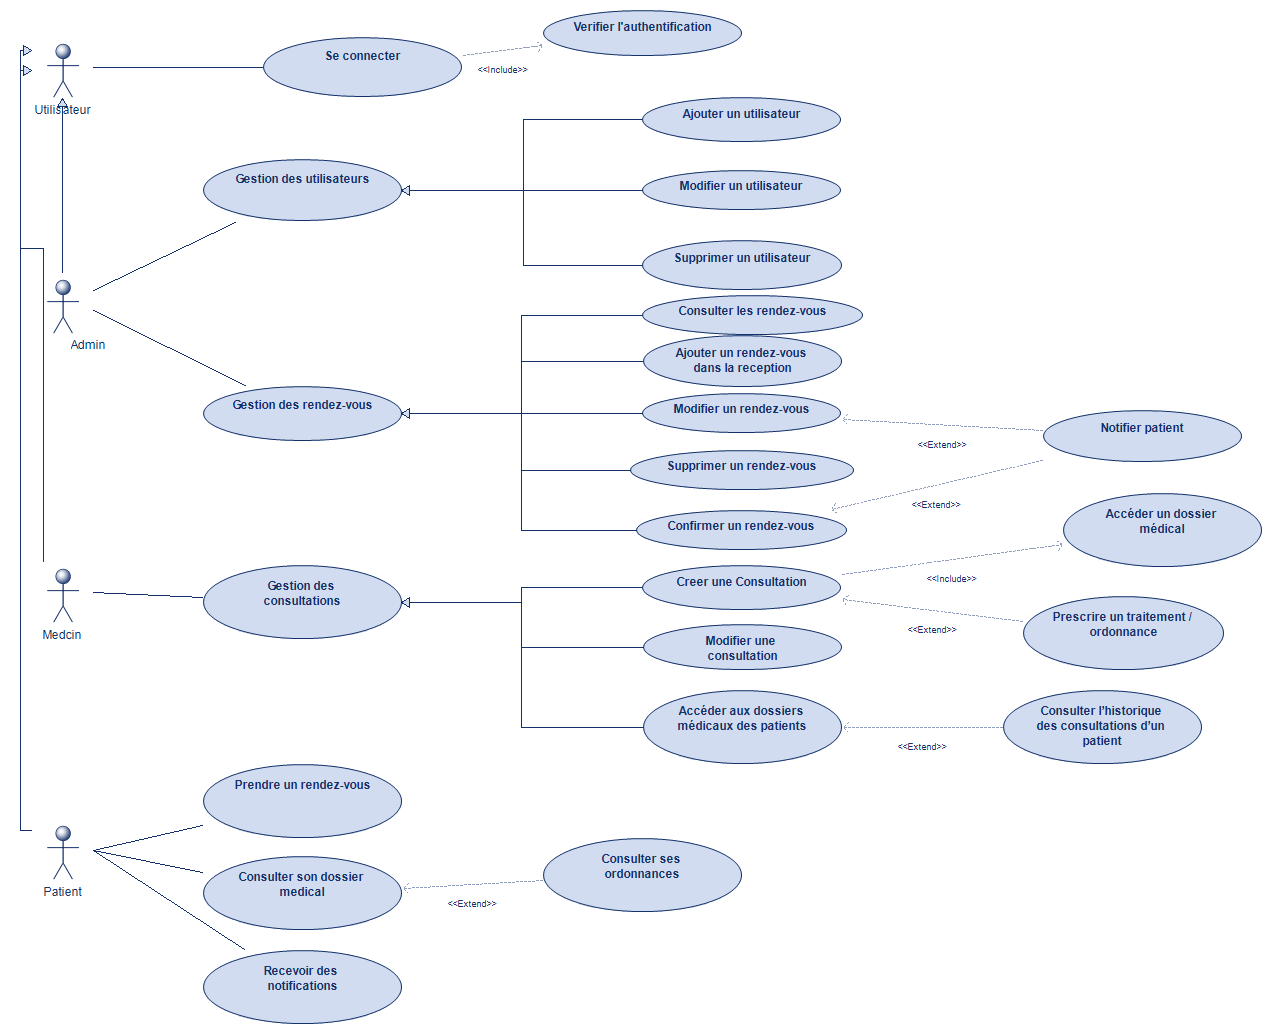 Verifier l'authentification
Se connecter
<<Include>>
Utilisateur
Ajouter un utilisateur
Gestion des utilisateurs
Modifier un utilisateur
Supprimer un utilisateur
Consulter les rendez-vous
Admin
Ajouter un rendez-vous
dans la reception
Gestion des rendez-vous
Modifier un rendez-vous
Notifier patient
<<Extend>>
Supprimer un rendez-vous
<<Extend>>
Accéder un dossier
médical
Confirmer un rendez-vous
Gestion des
consultations
Creer une Consultation
<<Include>>
Medcin
Prescrire un traitement /
ordonnance
<<Extend>>
Modifier une
consultation
Accéder aux dossiers
médicaux des patients
Consulter l’historique
des consultations d’un
patient
<<Extend>>
Prendre un rendez-vous
Patient
Consulter son dossier
medical
Consulter ses
ordonnances
<<Extend>>
Recevoir des
notifications